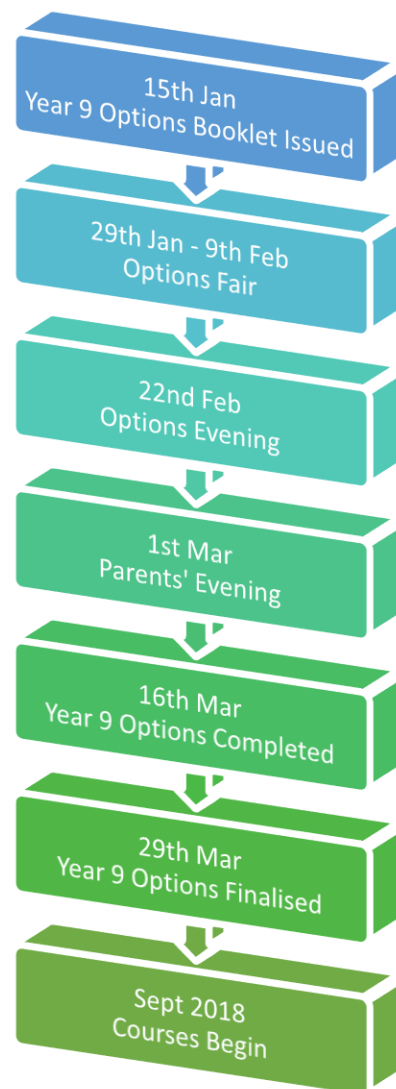 15th Jan
Year 9 Options Booklet Issued
29th Jan - 9th Feb
Options Fair
22nd Feb
Options Evening
1st Mar
Parents' Evening
16th Mar
Year 9 Options Completed
29th Mar
Year 9 Options Finalised
Sept 2018
Courses Begin